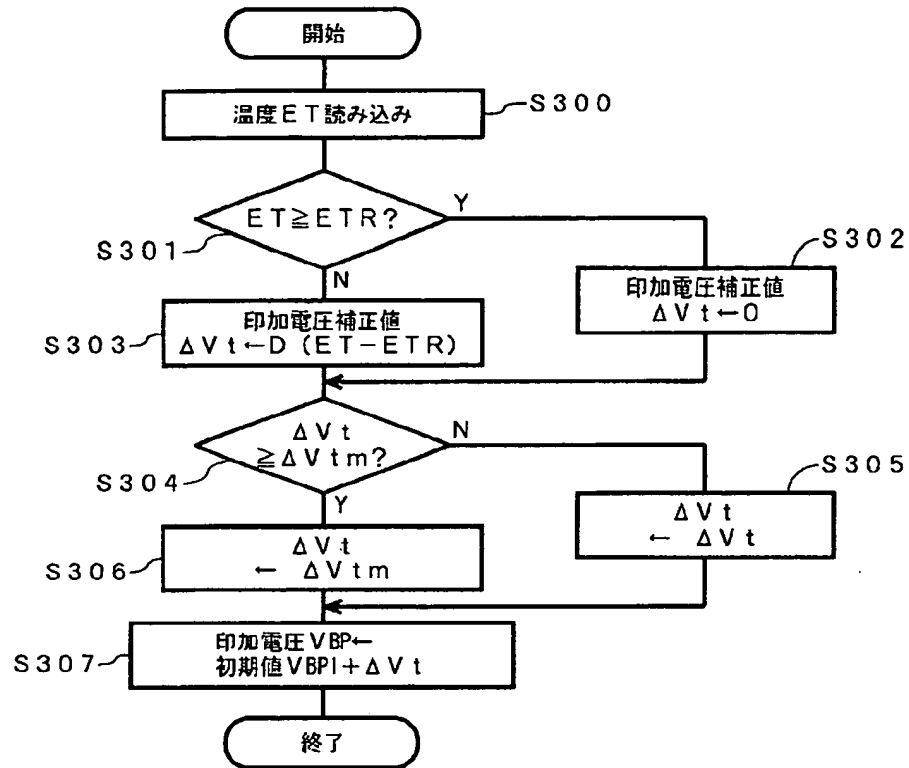 開始
温度ET読み込み
S300
ET≧ETR?
Y
S301
N
S302
印加電圧補正値
ΔVt←0
印加電圧補正値
ΔVt←D(ET-ETR)
S303
ΔVt
≧ΔVtm?
N
S304
Y
S305
ΔVt
← ΔVt
ΔVt
← ΔVtm
S306
印加電圧VBP←
初期値VBPI+ΔVt
S307
終了